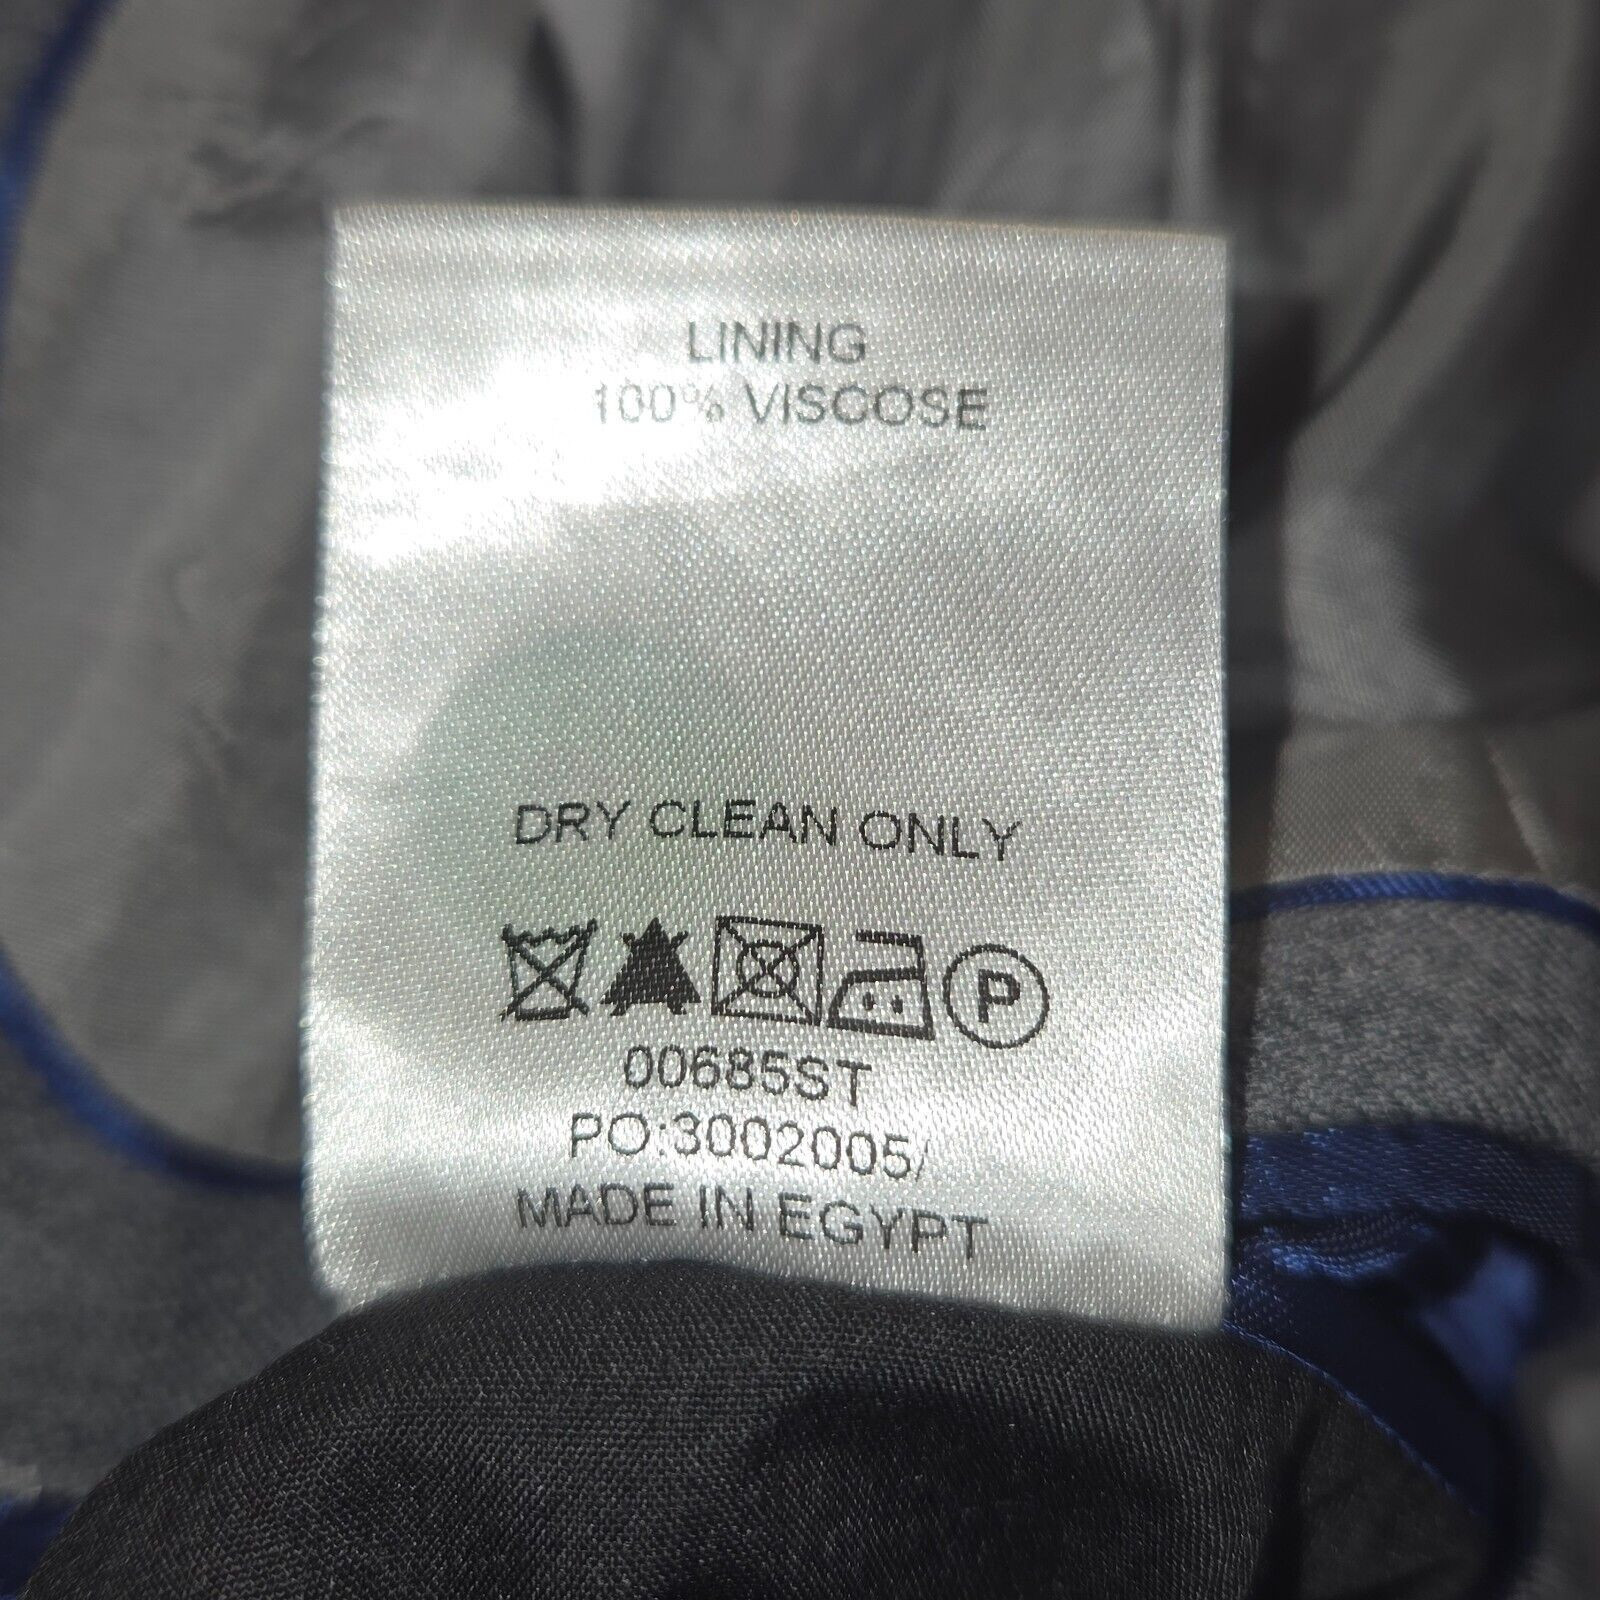 LINING
100% VISCOSE
DRY CLEAN ONLY
P
00685ST
PO:3002005/
MADE IN EGYPT